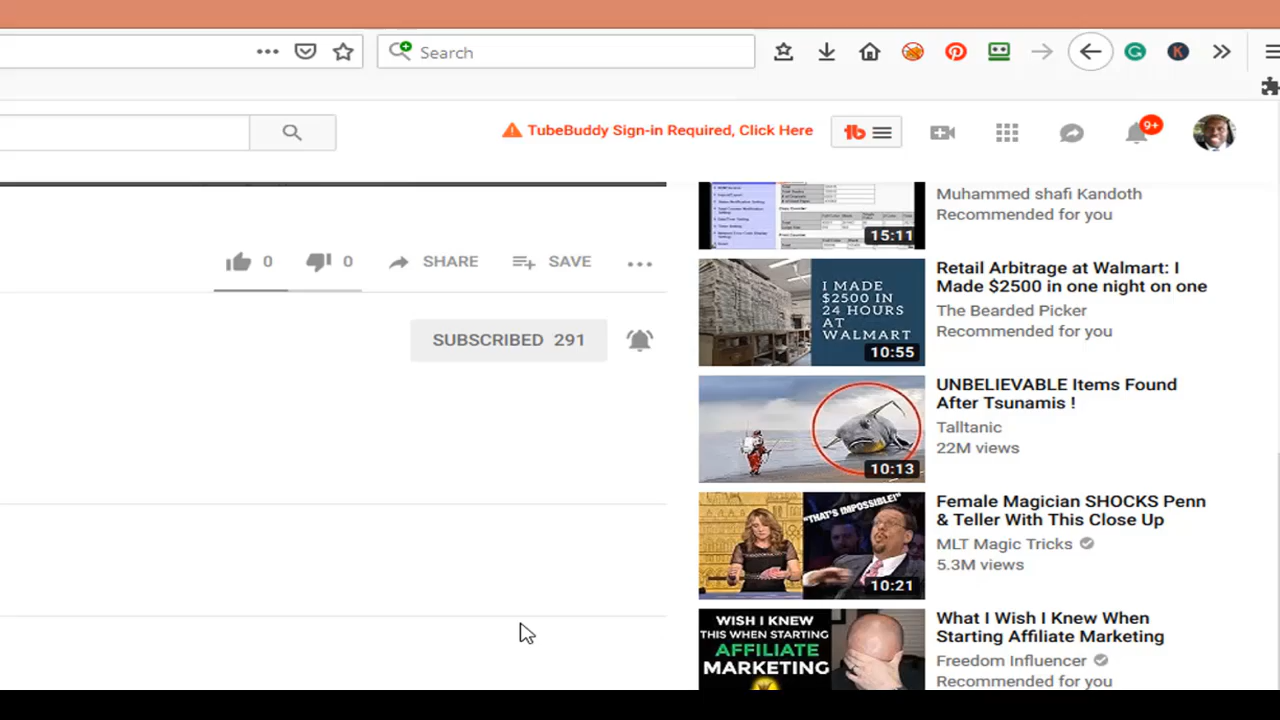 Search
TubeBuddy Sign-in Required, Click Here
tb
9+
K
15:11
Muhammed shafi Kandoth
Recommended for you
0
0
SHARE
SAVE
SUBSCRIBED 291
I MADE
$2500 IN
24 HOURS
AT
WALMART
10:55
Retail Arbitrage at Walmart: I
Made $2500 in one night on one
The Bearded Picker
Recommended for you
10:13
UNBELIEVABLE Items Found
After Tsunamis !
Talltanic
22M views
"THAT'S IMPOSSIBLE!"
10:21
Female Magician SHOCKS Penn
& Teller With This Close Up
MLT Magic Tricks
5.3M views
WISH I KNEW
THIS WHEN STARTING
AFFILIATE
MARKETING
What I Wish I Knew When
Starting Affiliate Marketing
Freedom Influencer
Recommended for you